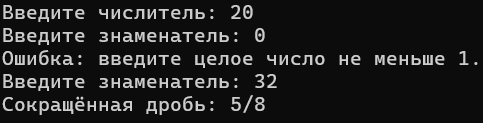 Введите числитель: 20
Введите знаменатель: 0
Ошибка: введите целое число не меньше 1.
Введите знаменатель: 32
Сокращённая дробь: 5/8